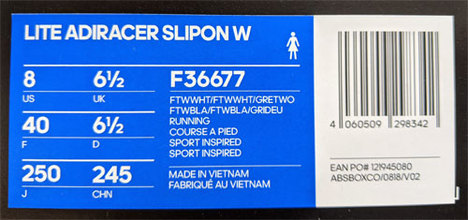 LITE ADIRACER SLIPON W
8 6½ F36677
US UK
FTWWHT/FTWWHT/GRETWO
FTWBLA/FTWBLA/GRIDEU
40 6½ RUNNING
F D COURSE A PIED
SPORT INSPIRED
SPORT INSPIRED
250 245 MADE IN VIETNAM
J CHN FABRIQUÉ AU VIETNAM
4 060509 298342
EAN PO# 121945080
ABSBOXCO/0818/V02